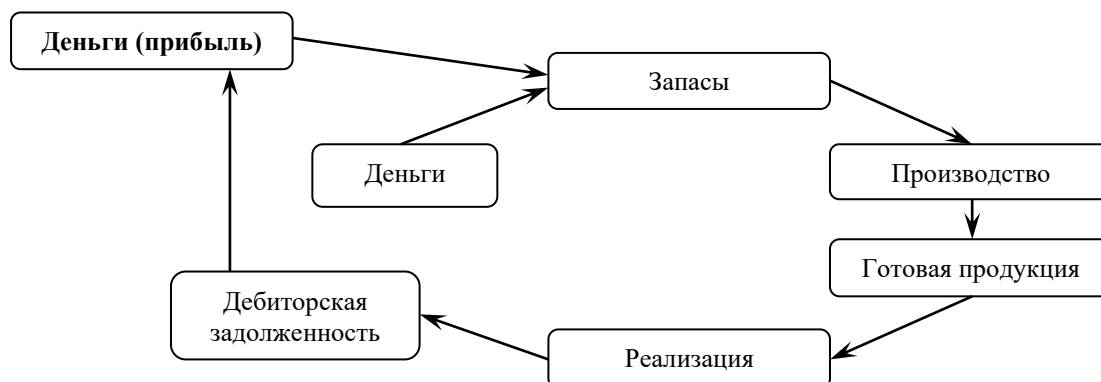 Деньги (прибыль)
Запасы
Деньги
Производство
Готовая продукция
Дебиторская
задолженность
Реализация